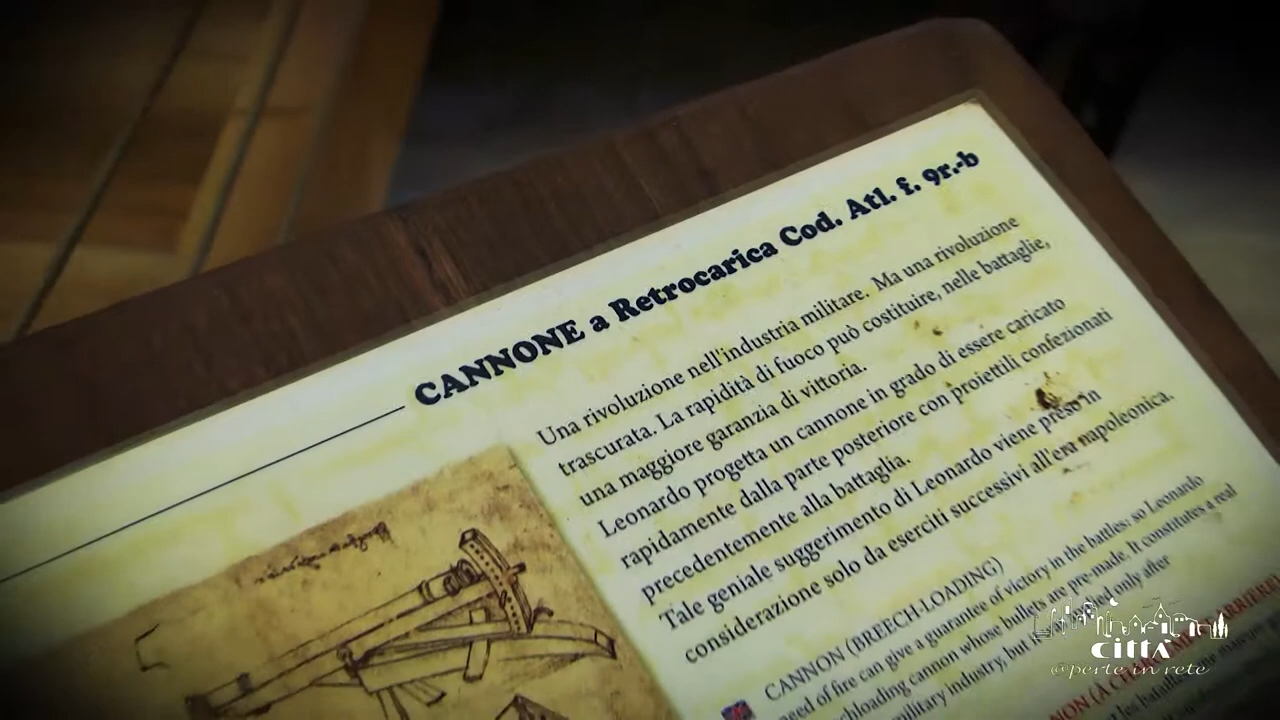 CANNONE a Retrocarica Cod. Atl. f. 9r.-b
Una rivoluzione nell'industria militare. Ma una rivoluzione
trascurata. La rapidità di fuoco può costituire, nelle battaglie,
una maggiore garanzia di vittoria.
Leonardo progetta un cannone in grado di essere caricato
rapidamente dalla parte posteriore con proiettili confezionati
precedentemente alla battaglia.
Tale geniale suggerimento di Leonardo viene preso in
considerazione solo da eserciti successivi all'era napoleonica.
CANNON (BREECH-LOADING)
need of fire can give a guarantee of victory in the battles: so Leonardo
chloading cannon whose bullets are pre-made. It constitutes a real
military industry, but only after
CITTÀ
@perte in rete